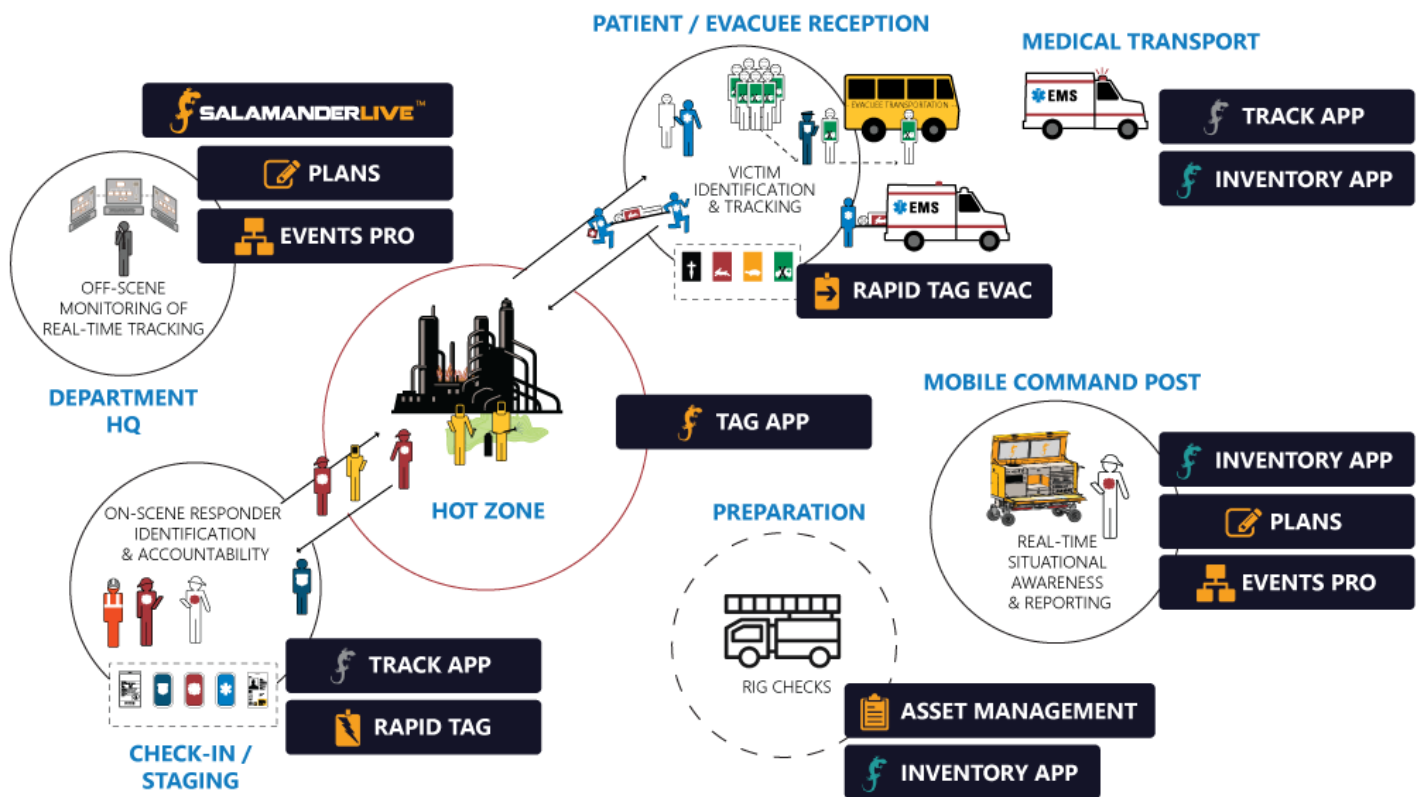 PATIENT / EVACUEE RECEPTION
MEDICAL TRANSPORT
SALAMANDERLIVE™
PLANS
EVENTS PRO
OFF-SCENE
MONITORING OF
REAL-TIME TRACKING
DEPARTMENT
HQ
- EVACUEE TRANSPORTATION -
VICTIM
IDENTIFICATION
& TRACKING
EMS
RAPID TAG EVAC
EMS
TRACK APP
INVENTORY APP
HOT ZONE
TAG APP
MOBILE COMMAND POST
REAL-TIME
SITUATIONAL
AWARENESS
& REPORTING
INVENTORY APP
PLANS
EVENTS PRO
ON-SCENE RESPONDER
IDENTIFICATION
& ACCOUNTABILITY
TRACK APP
RAPID TAG
CHECK-IN /
STAGING
PREPARATION
RIG CHECKS
ASSET MANAGEMENT
INVENTORY APP